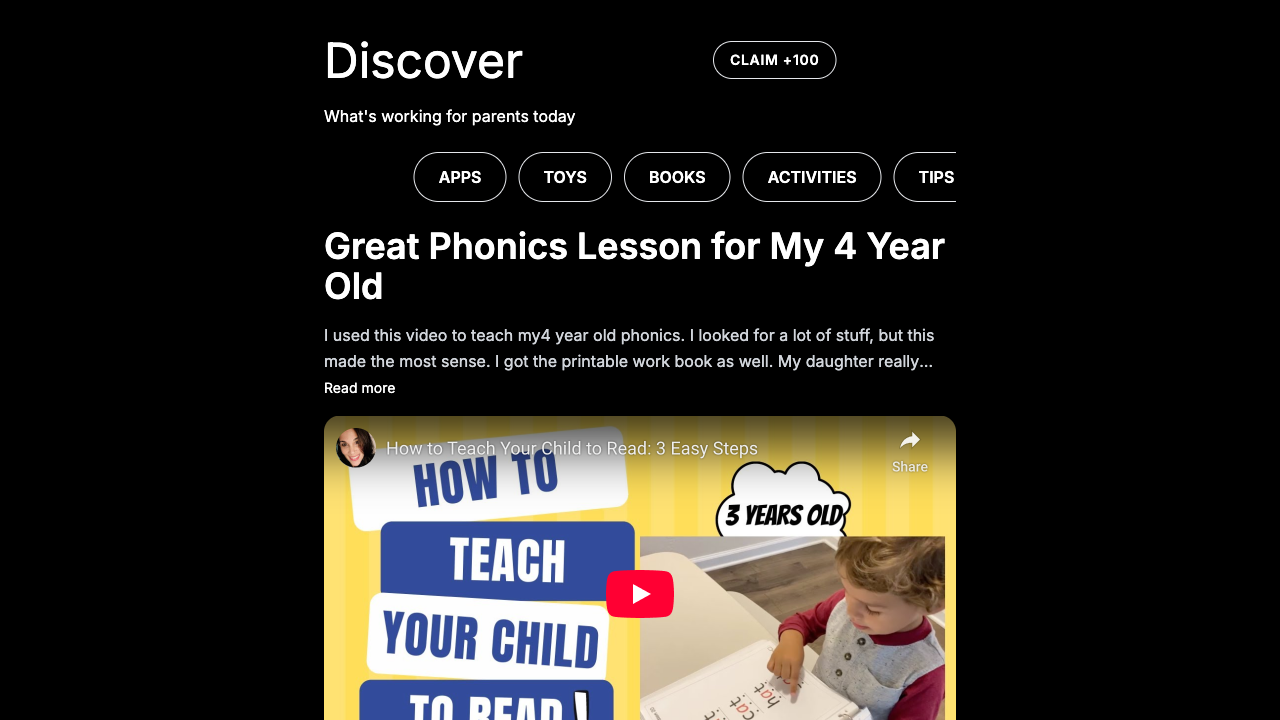 Discover
CLAIM +100
What's working for parents today
APPS
TOYS
BOOKS
ACTIVITIES
TIPS
Great Phonics Lesson for My 4 Year
Old
I used this video to teach my4 year old phonics. I looked for a lot of stuff, but this
made the most sense. I got the printable work book as well. My daughter really...
Read more
How to Teach Your Child to Read: 3 Easy Steps
Share
HOW TO
3 YEARS OLD
TEACH
YOUR CHILD
TO READ!
hat
cat